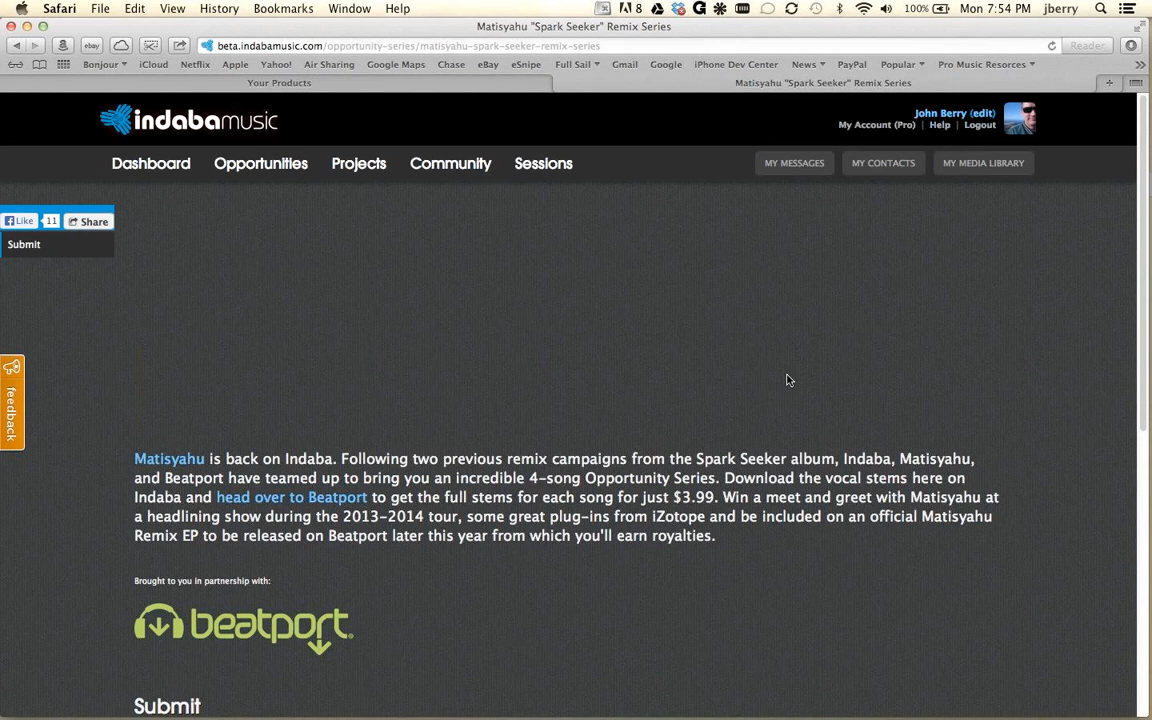 Safari File Edit View History Bookmarks Window Help 8 100% Mon 7:54 PM jberry
Matisyahu "Spark Seeker" Remix Series
ebay beta.indabamusic.com/opportunity-series/matisyahu-spark-seeker-remix-series Reader
Bonjour iCloud Netflix Apple Yahoo! Air Sharing Google Maps Chase eBay eSnipe Full Sail Gmail Google iPhone Dev Center News PayPal Popular Pro Music Resorces
Your Products Matisyahu "Spark Seeker" Remix Series
indabamusic
John Berry (edit)
My Account (Pro) | Help | Logout
Dashboard Opportunities Projects Community Sessions MY MESSAGES MY CONTACTS MY MEDIA LIBRARY
Like 11 Share
Submit
feedback
Matisyahu is back on Indaba. Following two previous remix campaigns from the Spark Seeker album, Indaba, Matisyahu,
and Beatport have teamed up to bring you an incredible 4-song Opportunity Series. Download the vocal stems here on
Indaba and head over to Beatport to get the full stems for each song for just $3.99. Win a meet and greet with Matisyahu at
a headlining show during the 2013-2014 tour, some great plug-ins from iZotope and be included on an official Matisyahu
Remix EP to be released on Beatport later this year from which you'll earn royalties.
Brought to you in partnership with:
beatport
Submit